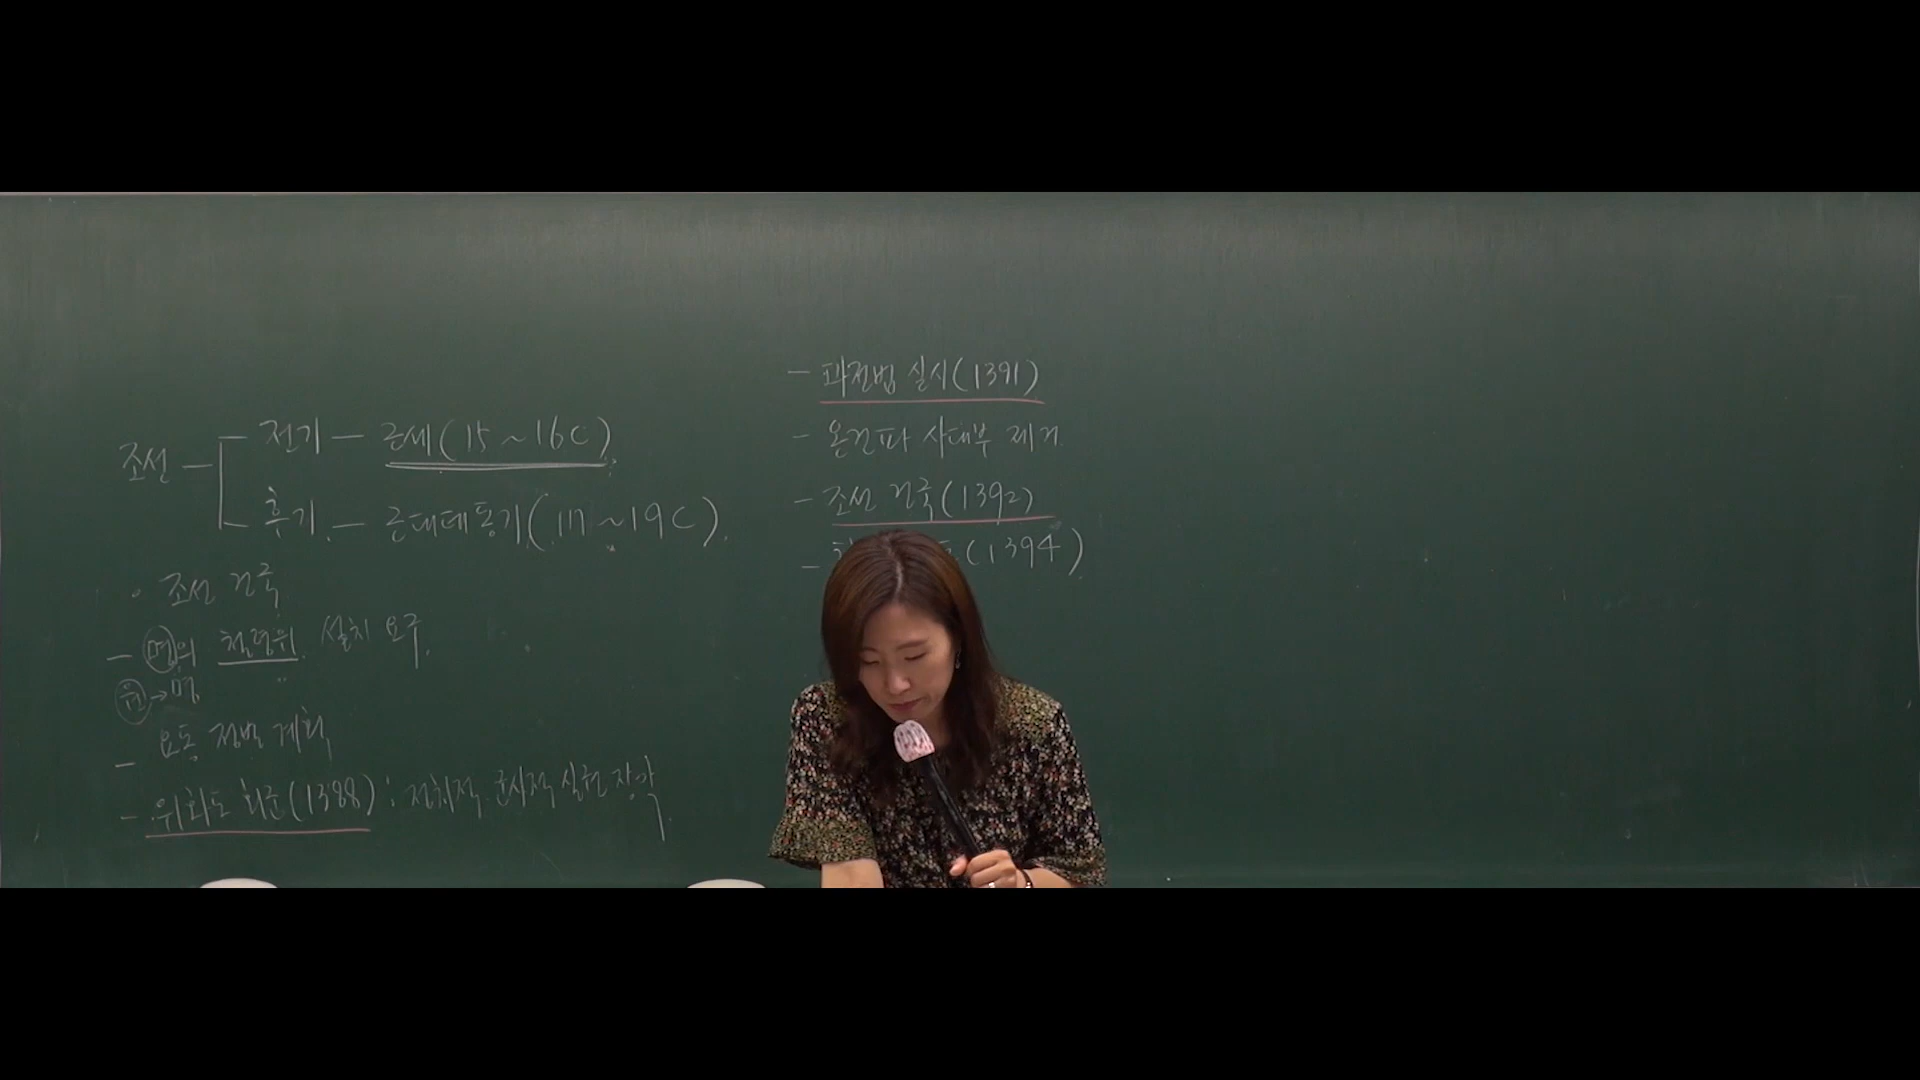 조선 전기 — 근세(15~16C)
후기 — 근대태동기(17~19C).
· 조선 건국
- 명의 철령위 설치 요구.
원→명 〃
- 요동 정벌 계획
- 위화도 회군(1388) : 정치적·군사적 실권 장악.
- 과전법 실시(1391)
- 온건파 사대부 제거.
- 조선 건국(1392)
- (1394)